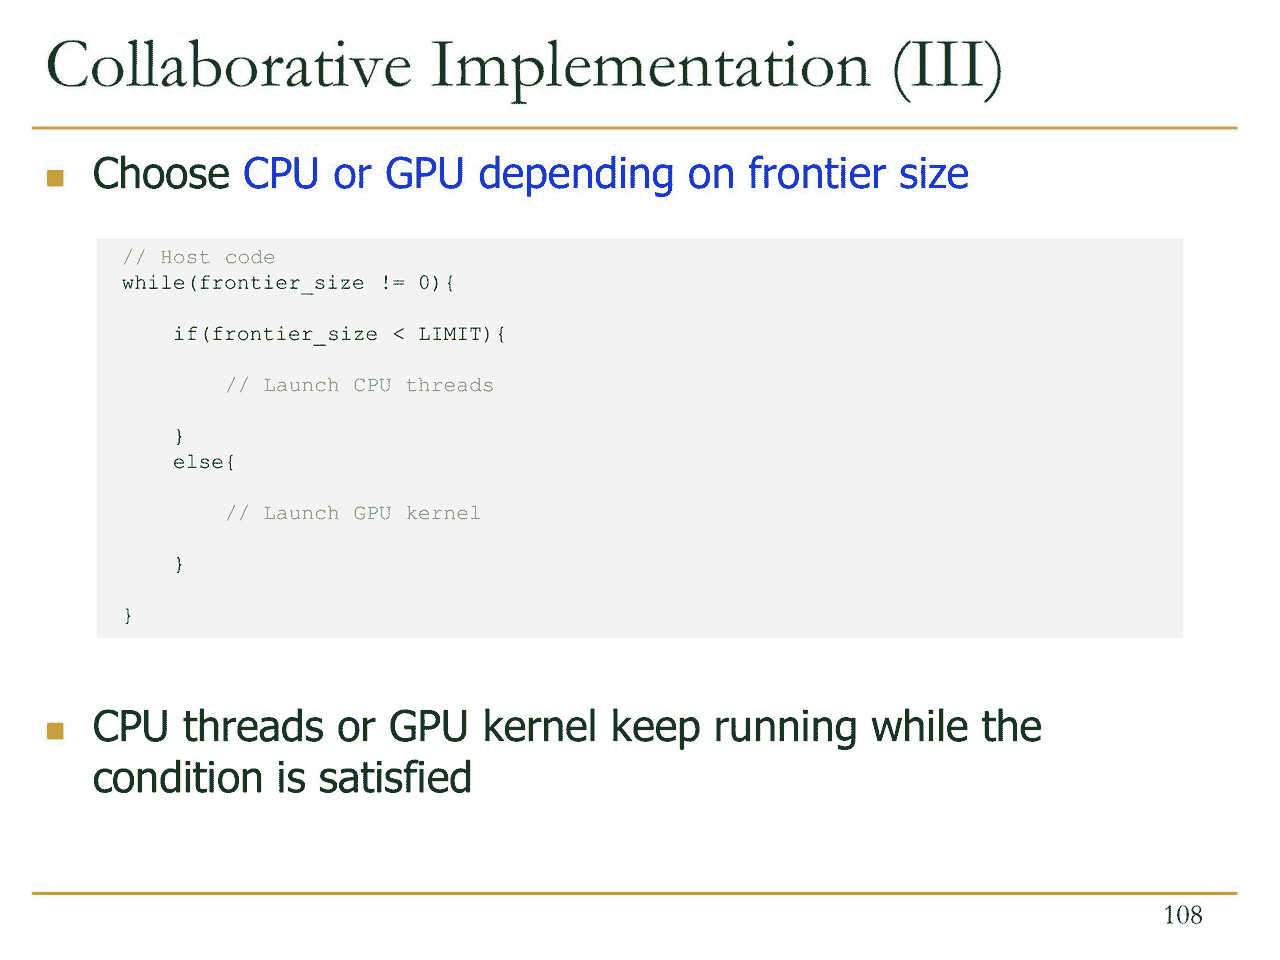 Collaborative Implementation (III)
Choose CPU or GPU depending on frontier size
// Host code
while(frontier_size != 0){
if(frontier_size < LIMIT){
// Launch CPU threads
}
else{
// Launch GPU kernel
}
}
CPU threads or GPU kernel keep running while the
condition is satisfied
108